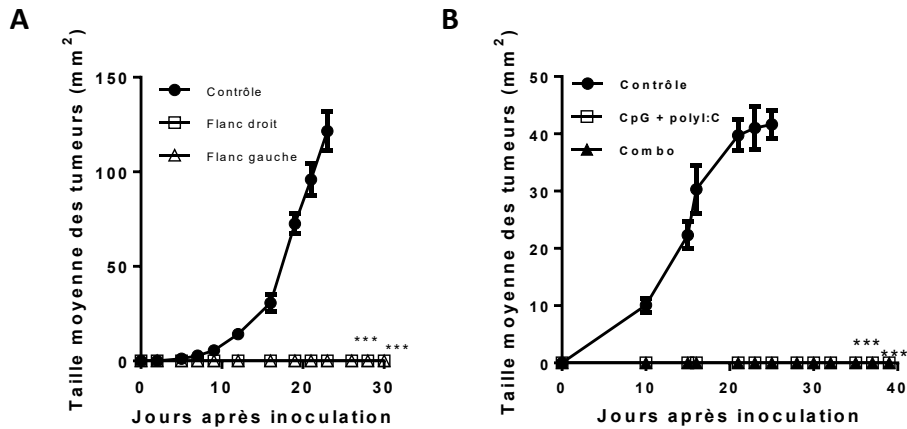 A
Taille moyenne des tumeurs (mm2)
150
100
50
0
Contrôle
Flanc droit
Flanc gauche
***
***
0
10
20
30
Jours après inoculation
B
Taille moyenne des tumeurs (mm2)
50
40
30
20
10
0
Contrôle
CpG + polyI:C
Combo
***
***
0
10
20
30
40
Jours après inoculation